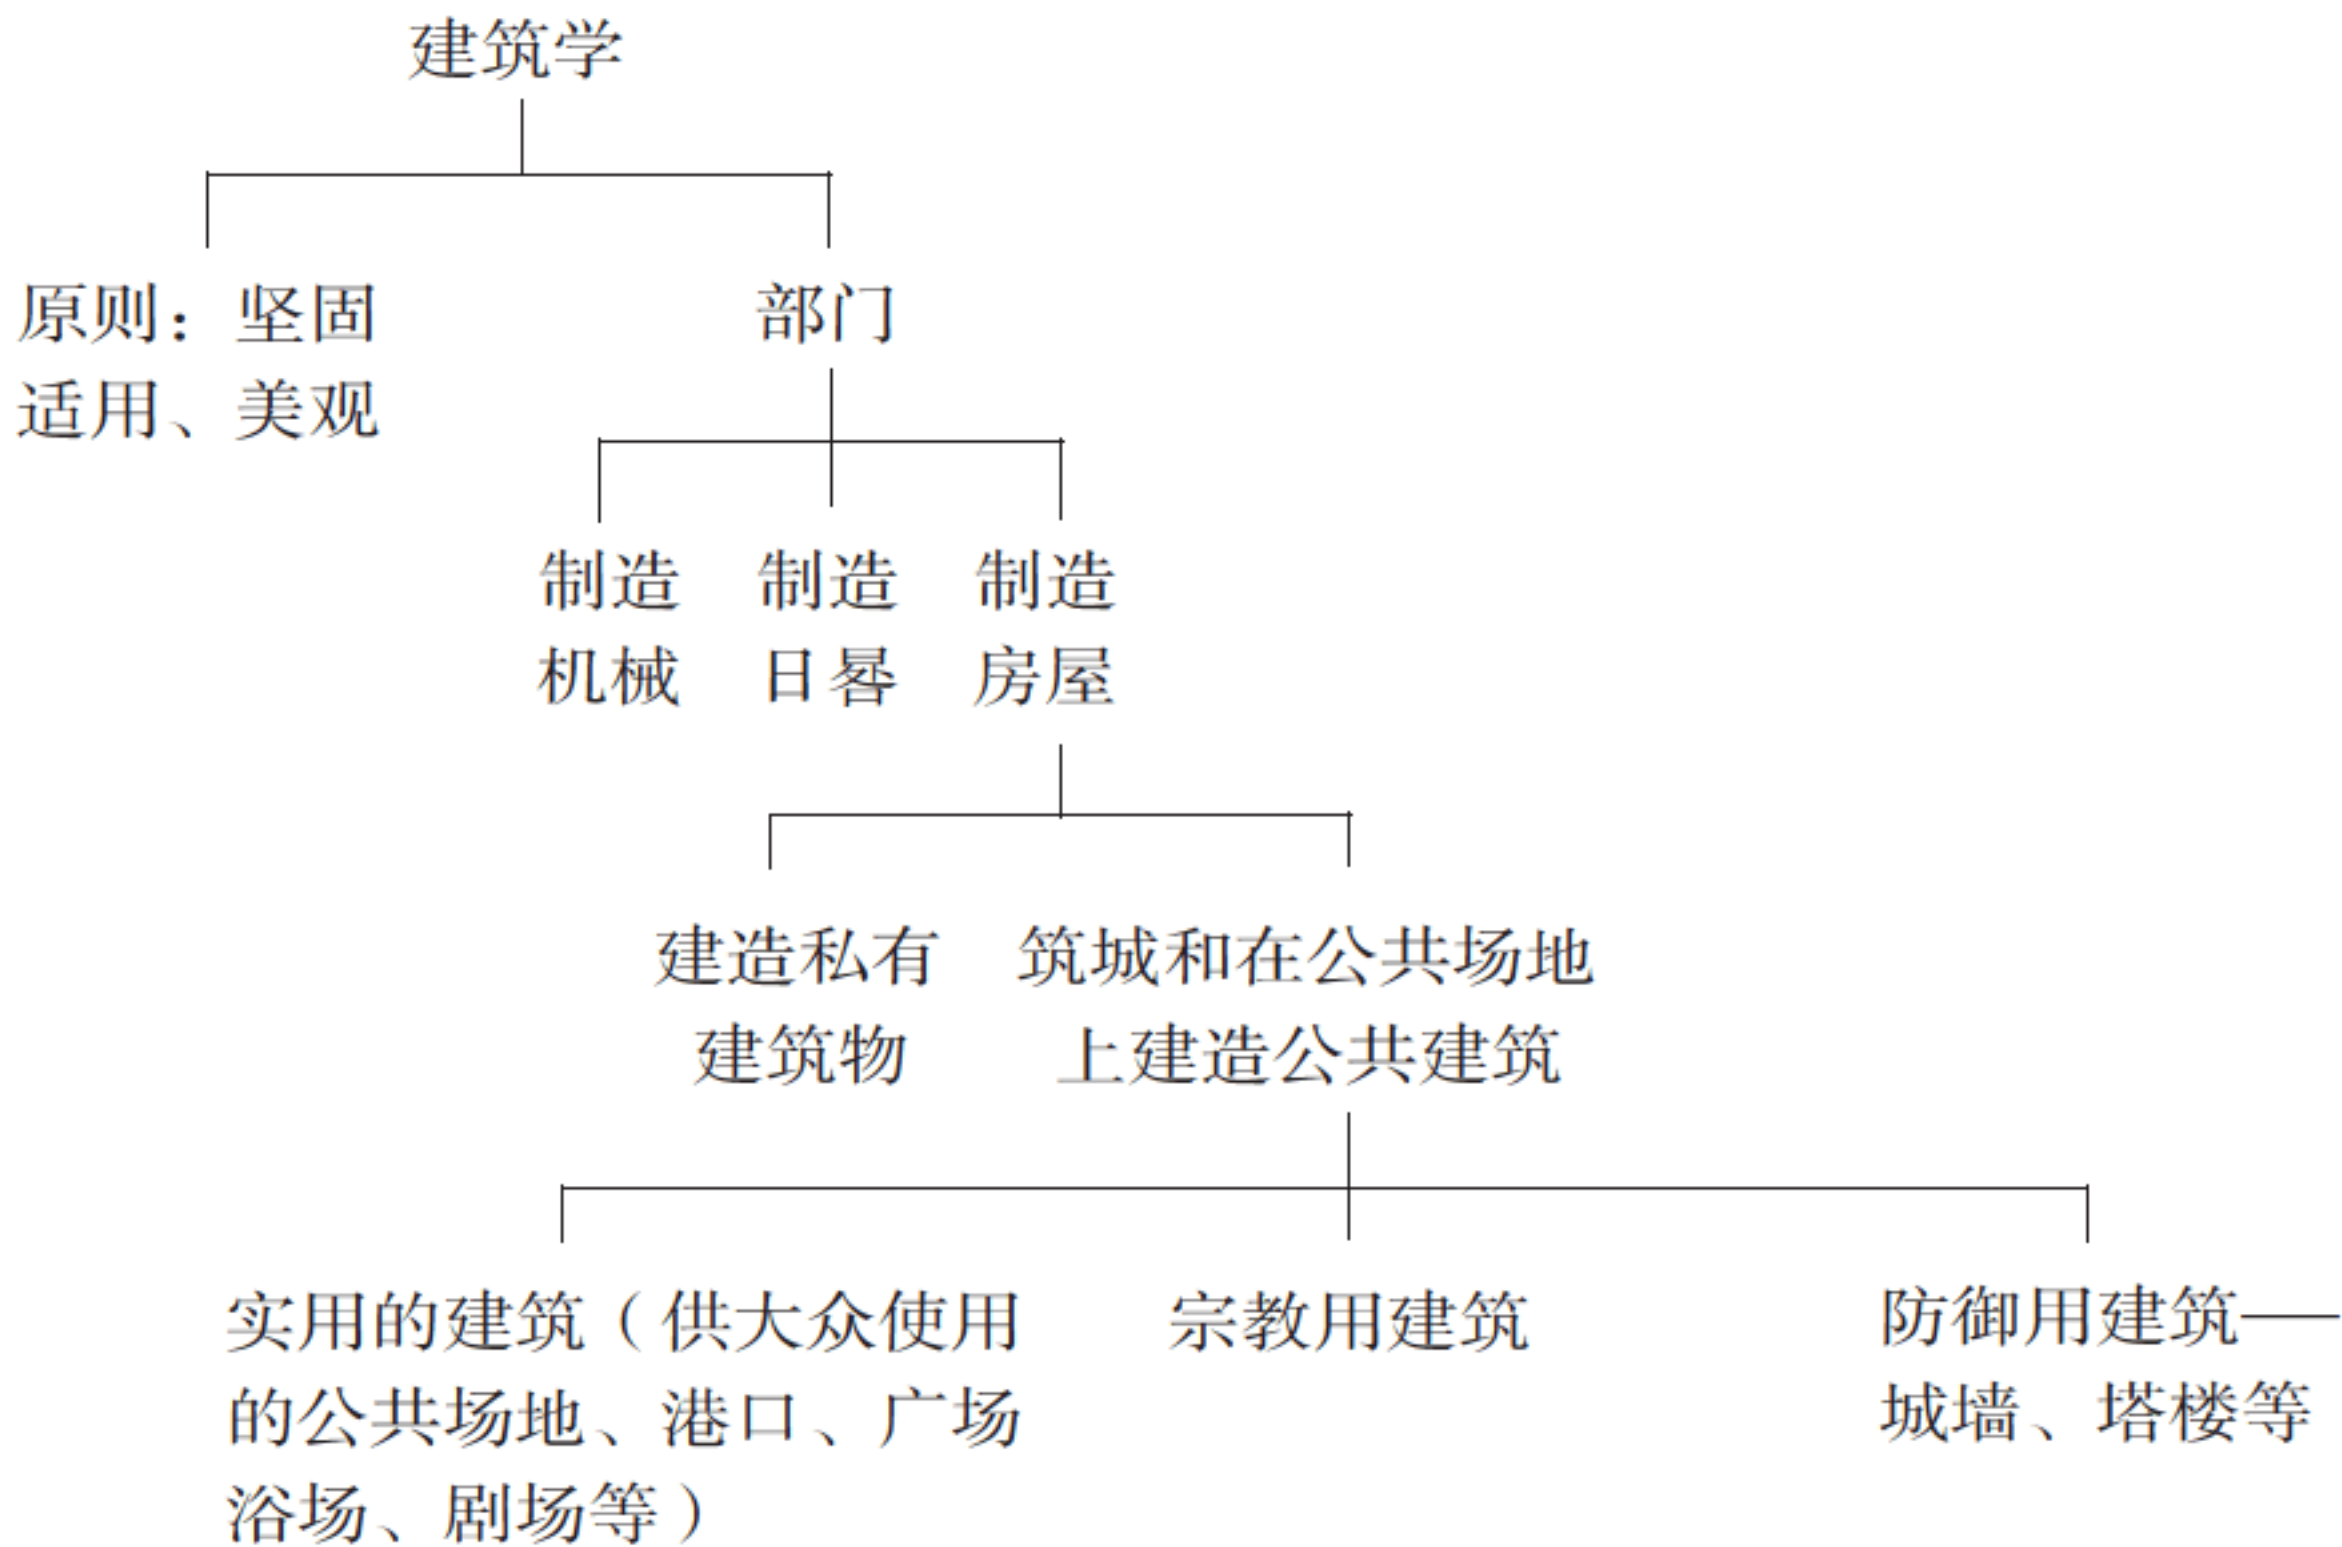 建筑学
原则：坚固
适用、美观
部门
制造
机械
制造
日晷
制造
房屋
建造私有
建筑物
筑城和在公共场地
上建造公共建筑
实用的建筑（供大众使用
的公共场地、港口、广场
浴场、剧场等）
宗教用建筑
防御用建筑——
城墙、塔楼等